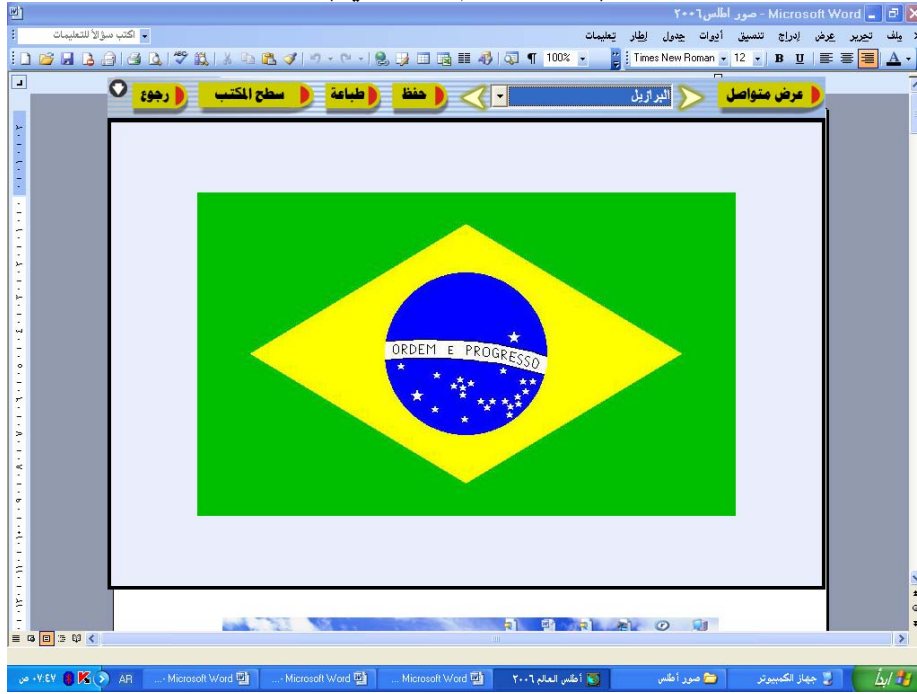 صور اطلس٢٠٠٦ - Microsoft Word
ملف تحرير عرض إدراج تنسيق أدوات جدول إطار تعليمات
اكتب سؤالاً للتعليمات
100% Times New Roman 12 B U A
عرض متواصل البرازيل حفظ طباعة سطح المكتب رجوع
ORDEM E PROGRESSO
ابدأ جهاز الكمبيوتر صور أطلس أطلس العالم ٢٠٠٦ Microsoft Word ... Microsoft Word ... Microsoft Word ... AR ٠٧:٤٧ ص